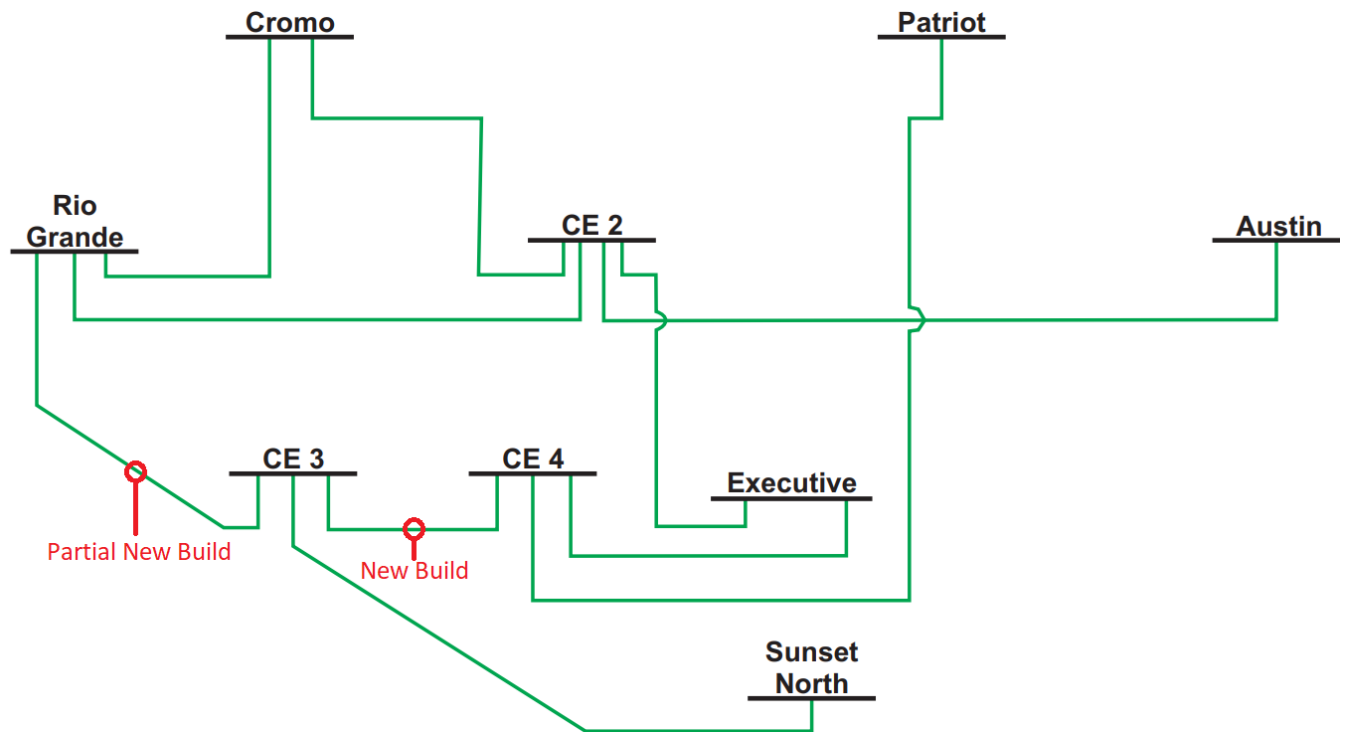 Cromo
Patriot
Rio
Grande
CE 2
Austin
CE 3
CE 4
Executive
Partial New Build
New Build
Sunset
North